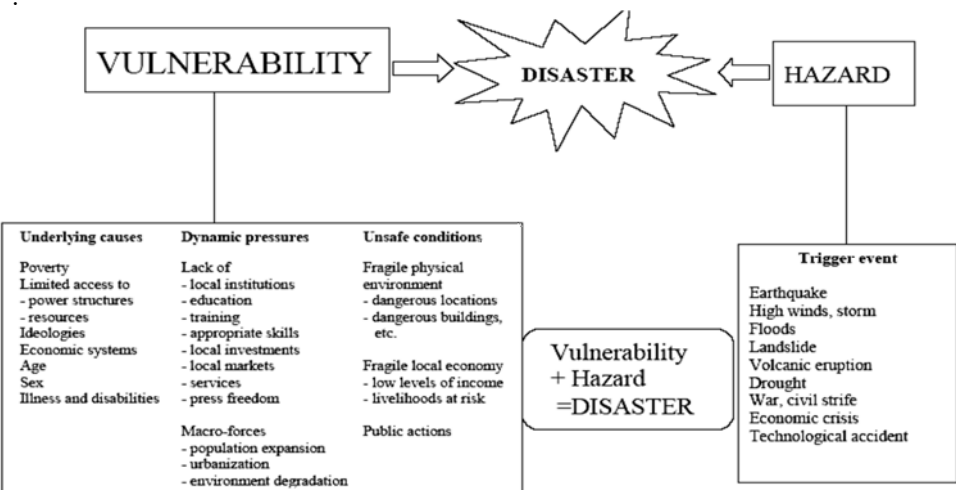 .
VULNERABILITY
DISASTER
HAZARD
Underlying causes
Poverty
Limited access to
- power structures
- resources
Ideologies
Economic systems
Age
Sex
Illness and disabilities
Dynamic pressures
Lack of
- local institutions
- education
- training
- appropriate skills
- local investments
- local markets
- services
- press freedom
Macro-forces
- population expansion
- urbanization
- environment degradation
Unsafe conditions
Fragile physical
environment
- dangerous locations
- dangerous buildings,
etc.
Fragile local economy
- low levels of income
- livelihoods at risk
Public actions
Vulnerability
+ Hazard
=DISASTER
Trigger event
Earthquake
High winds, storm
Floods
Landslide
Volcanic eruption
Drought
War, civil strife
Economic crisis
Technological accident